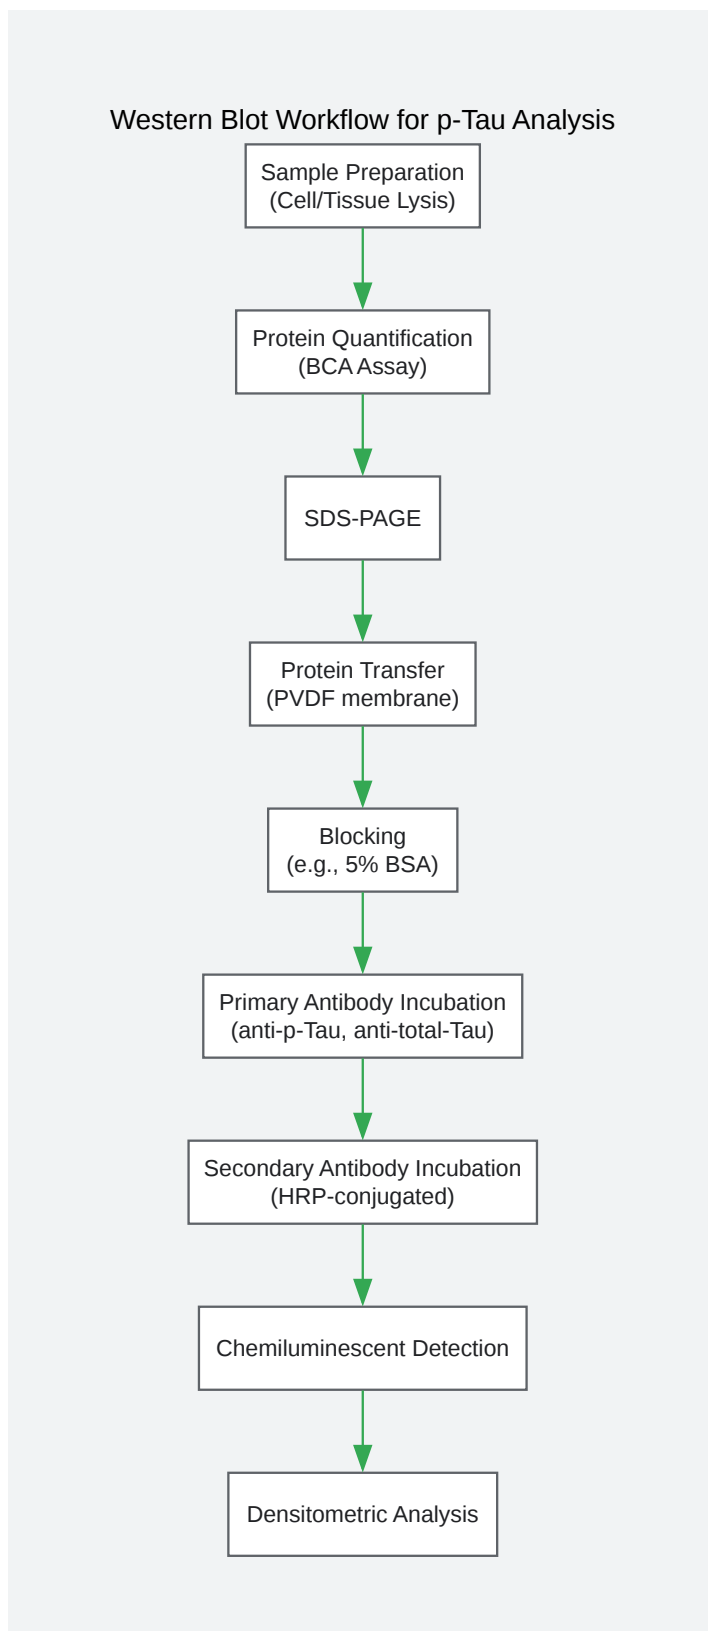 Western Blot Workflow for p-Tau Analysis
Sample Preparation
(Cell/Tissue Lysis)
Protein Quantification
(BCA Assay)
SDS-PAGE
Protein Transfer
(PVDF membrane)
Blocking
(e.g., 5% BSA)
Primary Antibody Incubation
(anti-p-Tau, anti-total-Tau)
Secondary Antibody Incubation
(HRP-conjugated)
Chemiluminescent Detection
Densitometric Analysis